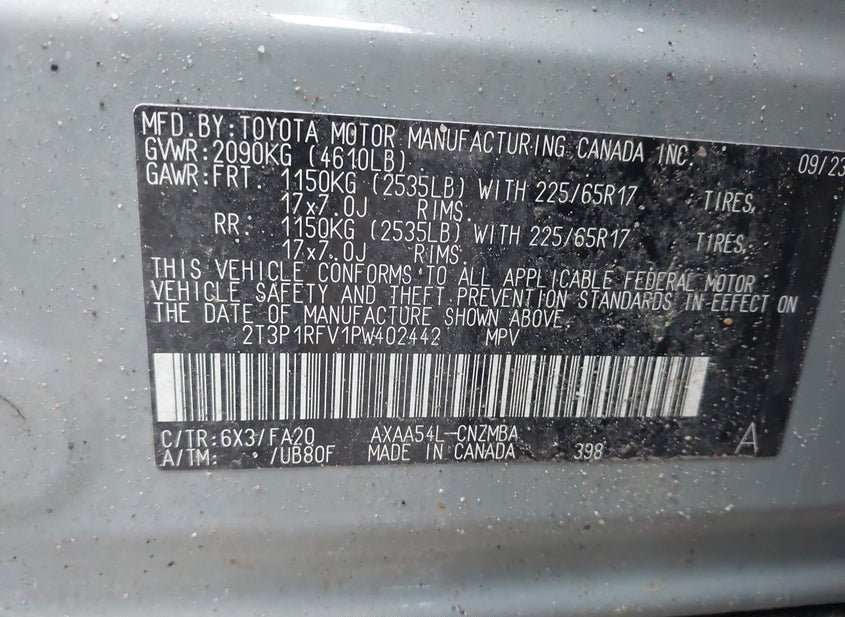 MFD.BY:TOYOTA MOTOR MANUFACTURING CANADA INC. 09/23
GVWR:2090KG (4610LB)
GAWR:FRT. 1150KG (2535LB) WITH 225/65R17 TIRES,
17x7.0J RIMS,
RR: 1150KG (2535LB) WITH 225/65R17 TIRES,
17x7.0J RIMS.
THIS VEHICLE CONFORMS TO ALL APPLICABLE FEDERAL MOTOR
VEHICLE SAFETY AND THEFT PREVENTION STANDARDS IN EFFECT ON
THE DATE OF MANUFACTURE SHOWN ABOVE.
2T3P1RFV1PW402442 MPV
C/TR:6X3/FA20 AXAA54L-CNZMBA A
A/TM: /UB80F MADE IN CANADA 398